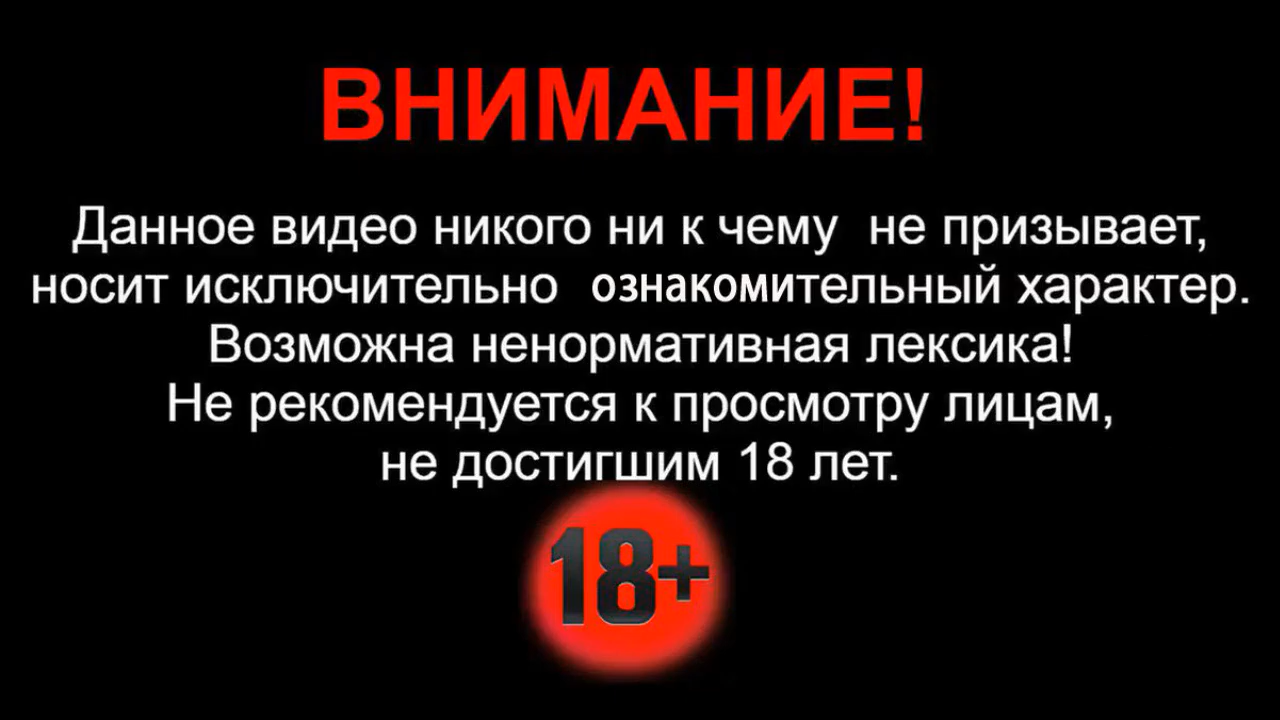 ВНИМАНИЕ!
Данное видео никого ни к чему не призывает,
носит исключительно ознакомительный характер.
Возможна ненормативная лексика!
Не рекомендуется к просмотру лицам,
не достигшим 18 лет.
18+